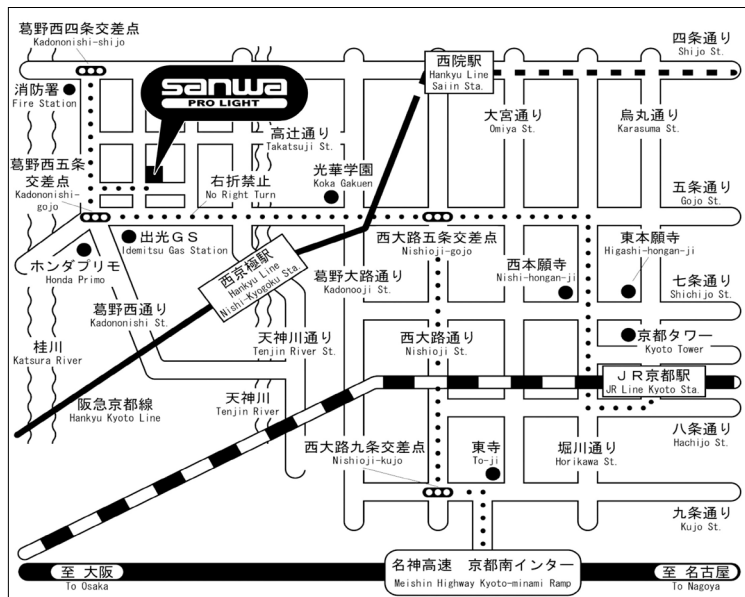 葛野西四条交差点
Kadononishi-shijo
四条通り
Shijo St.
西院駅
Hankyu Line
Saiin Sta.
消防署
Fire Station
sanwa
PRO LIGHT
大宮通り
Omiya St.
烏丸通り
Karasuma St.
高辻通り
Takatsuji St.
葛野西五条
交差点
Kadononishi-
gojo
右折禁止
No Right Turn
光華学園
Koka Gakuen
五条通り
Gojo St.
出光GS
Idemitsu Gas Station
西大路五条交差点
Nishioji-gojo
東本願寺
Higashi-hongan-ji
ホンダプリモ
Honda Primo
西京極駅
Hankyu Line
Nishi-Kyogoku Sta.
葛野大路通り
Kadonooji St.
西本願寺
Nishi-hongan-ji
七条通り
Shichijo St.
葛野西通り
Kadononishi St.
桂川
Katsura River
天神川通り
Tenjin River St.
西大路通り
Nishioji St.
京都タワー
Kyoto Tower
JR京都駅
JR Line Kyoto Sta.
阪急京都線
Hankyu Kyoto Line
天神川
Tenjin River
八条通り
Hachijo St.
西大路九条交差点
Nishioji-kujo
東寺
To-ji
堀川通り
Horikawa St.
九条通り
Kujo St.
至 大阪
To Osaka
名神高速 京都南インター
Meishin Highway Kyoto-minami Ramp
至 名古屋
To Nagoya